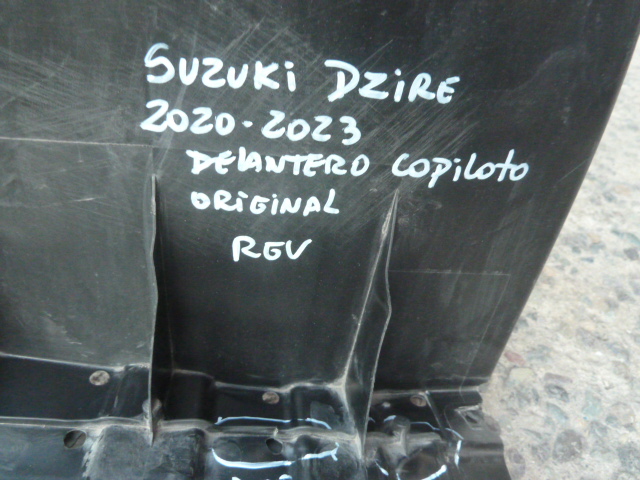 SUZUKi DZiRE
2020-2023
DElANTERO COPiloto
ORiGiNAL
REV